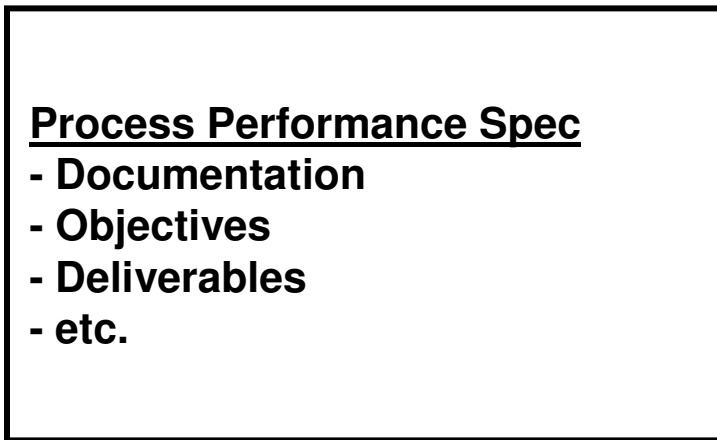 Process Performance Spec
- Documentation
- Objectives
- Deliverables
- etc.